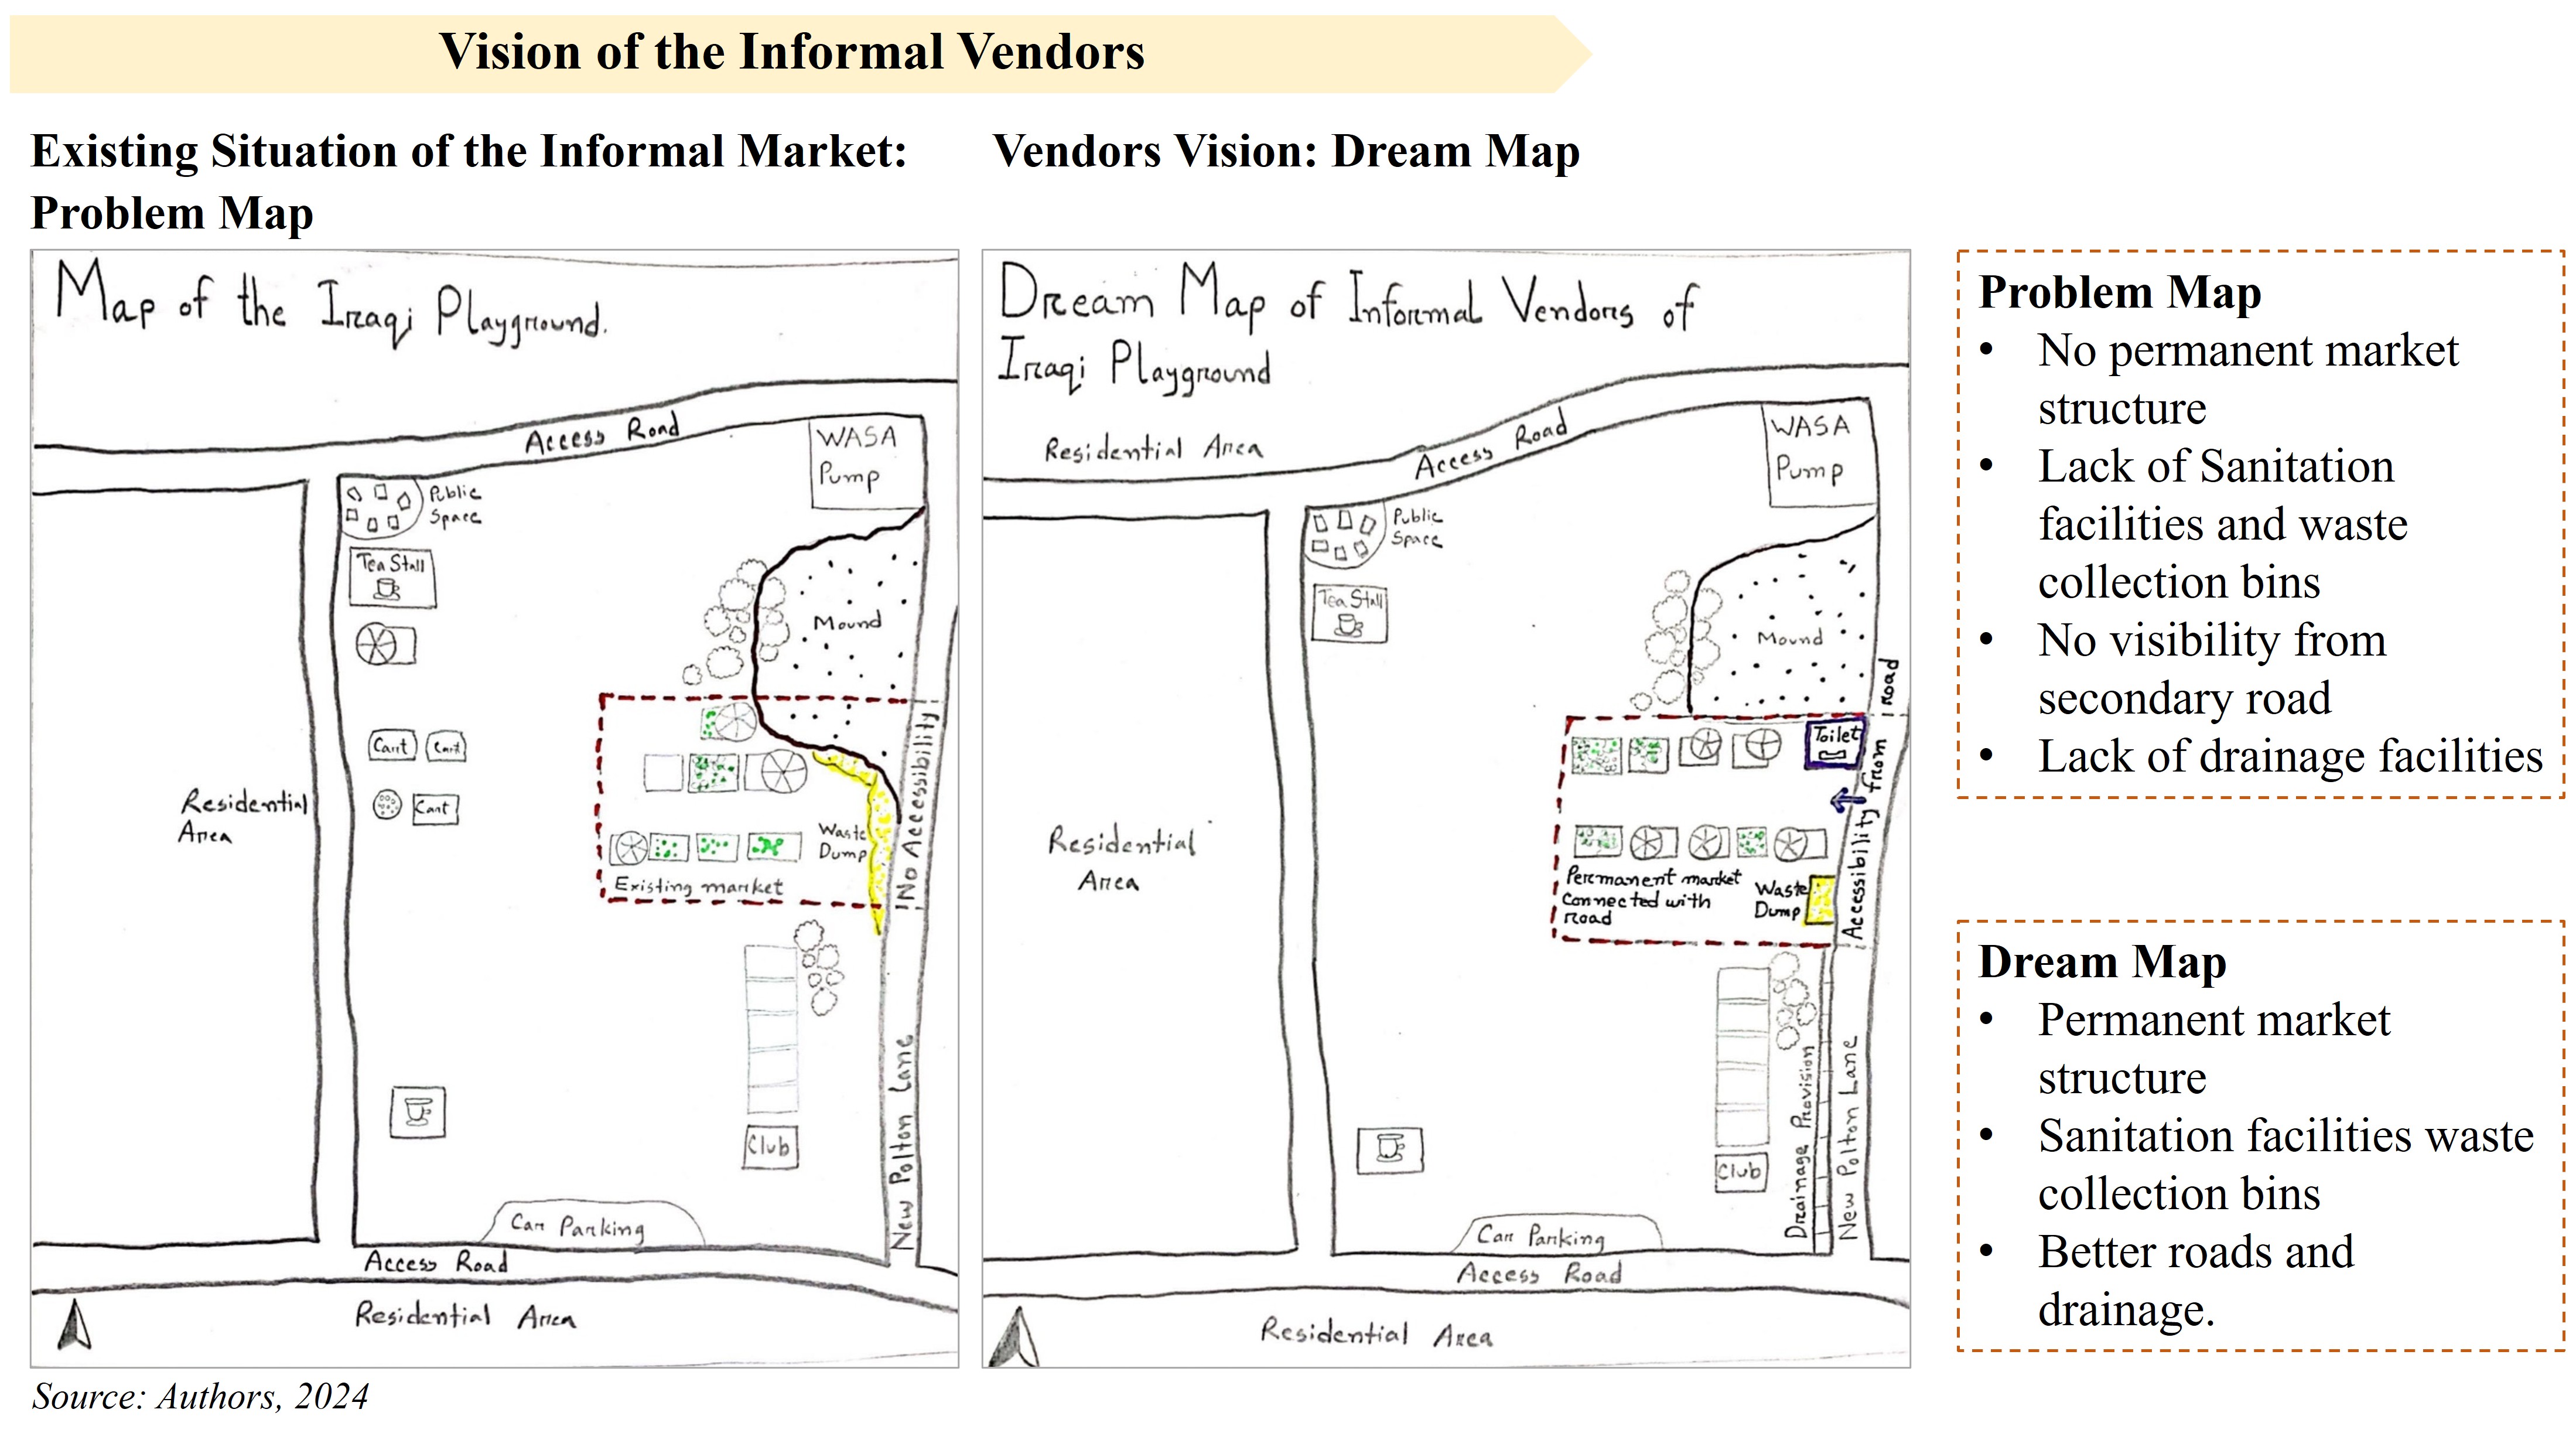 Vision of the Informal Vendors
Existing Situation of the Informal Market:
Problem Map
Map of the Iraqi Playground.
Access Road
WASA
Pump
Public
Space
Tea Stall
Mound
Cart
Cart
Cart
Residential
Area
Waste
Dump
Existing market
No Accessibility
Club
New Polton Lane
Car Parking
Access Road
Residential Area
Source: Authors, 2024
Vendors Vision: Dream Map
Dream Map of Informal Vendors of
Iraqi Playground
Residential Area
Access Road
WASA
Pump
Public
Space
Tea Stall
Mound
Toilet
Accessibility from road
Residential
Area
Permanent market
connected with
road
Waste
Dump
Drainage Provision
New Polton Lane
Club
Car Parking
Access Road
Residential Area
Problem Map
• No permanent market
structure
• Lack of Sanitation
facilities and waste
collection bins
• No visibility from
secondary road
• Lack of drainage facilities
Dream Map
• Permanent market
structure
• Sanitation facilities waste
collection bins
• Better roads and
drainage.